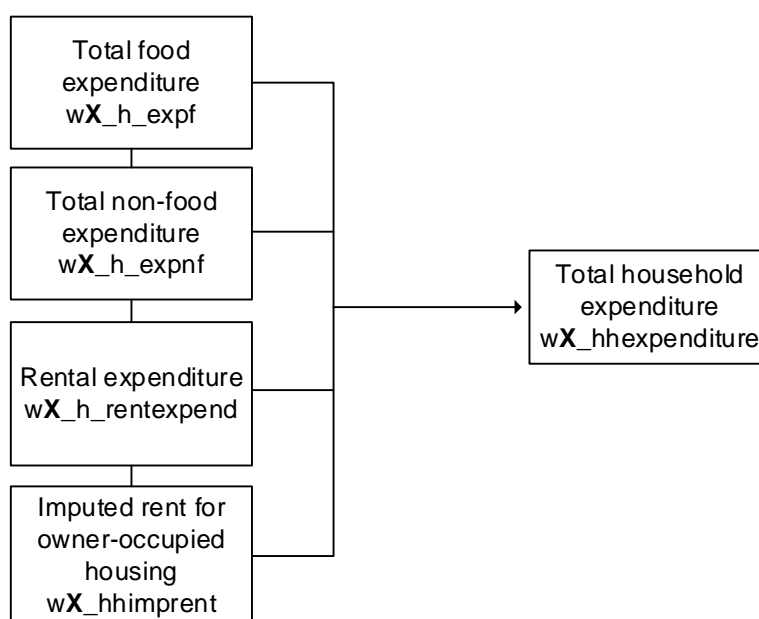 Total food
expenditure
wX_h_expf
Total non-food
expenditure
wX_h_expnf
Rental expenditure
wX_h_rentexpend
Imputed rent for
owner-occupied
housing
wX_hhimprent
Total household
expenditure
wX_hhexpenditure